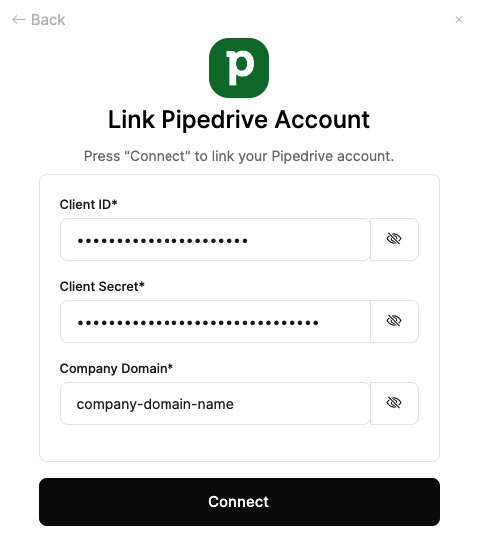 ← Back
×
p
Link Pipedrive Account
Press "Connect" to link your Pipedrive account.
Client ID*
••••••••••••••••••••••
Client Secret*
•••••••••••••••••••••••••••••••
Company Domain*
company-domain-name
Connect